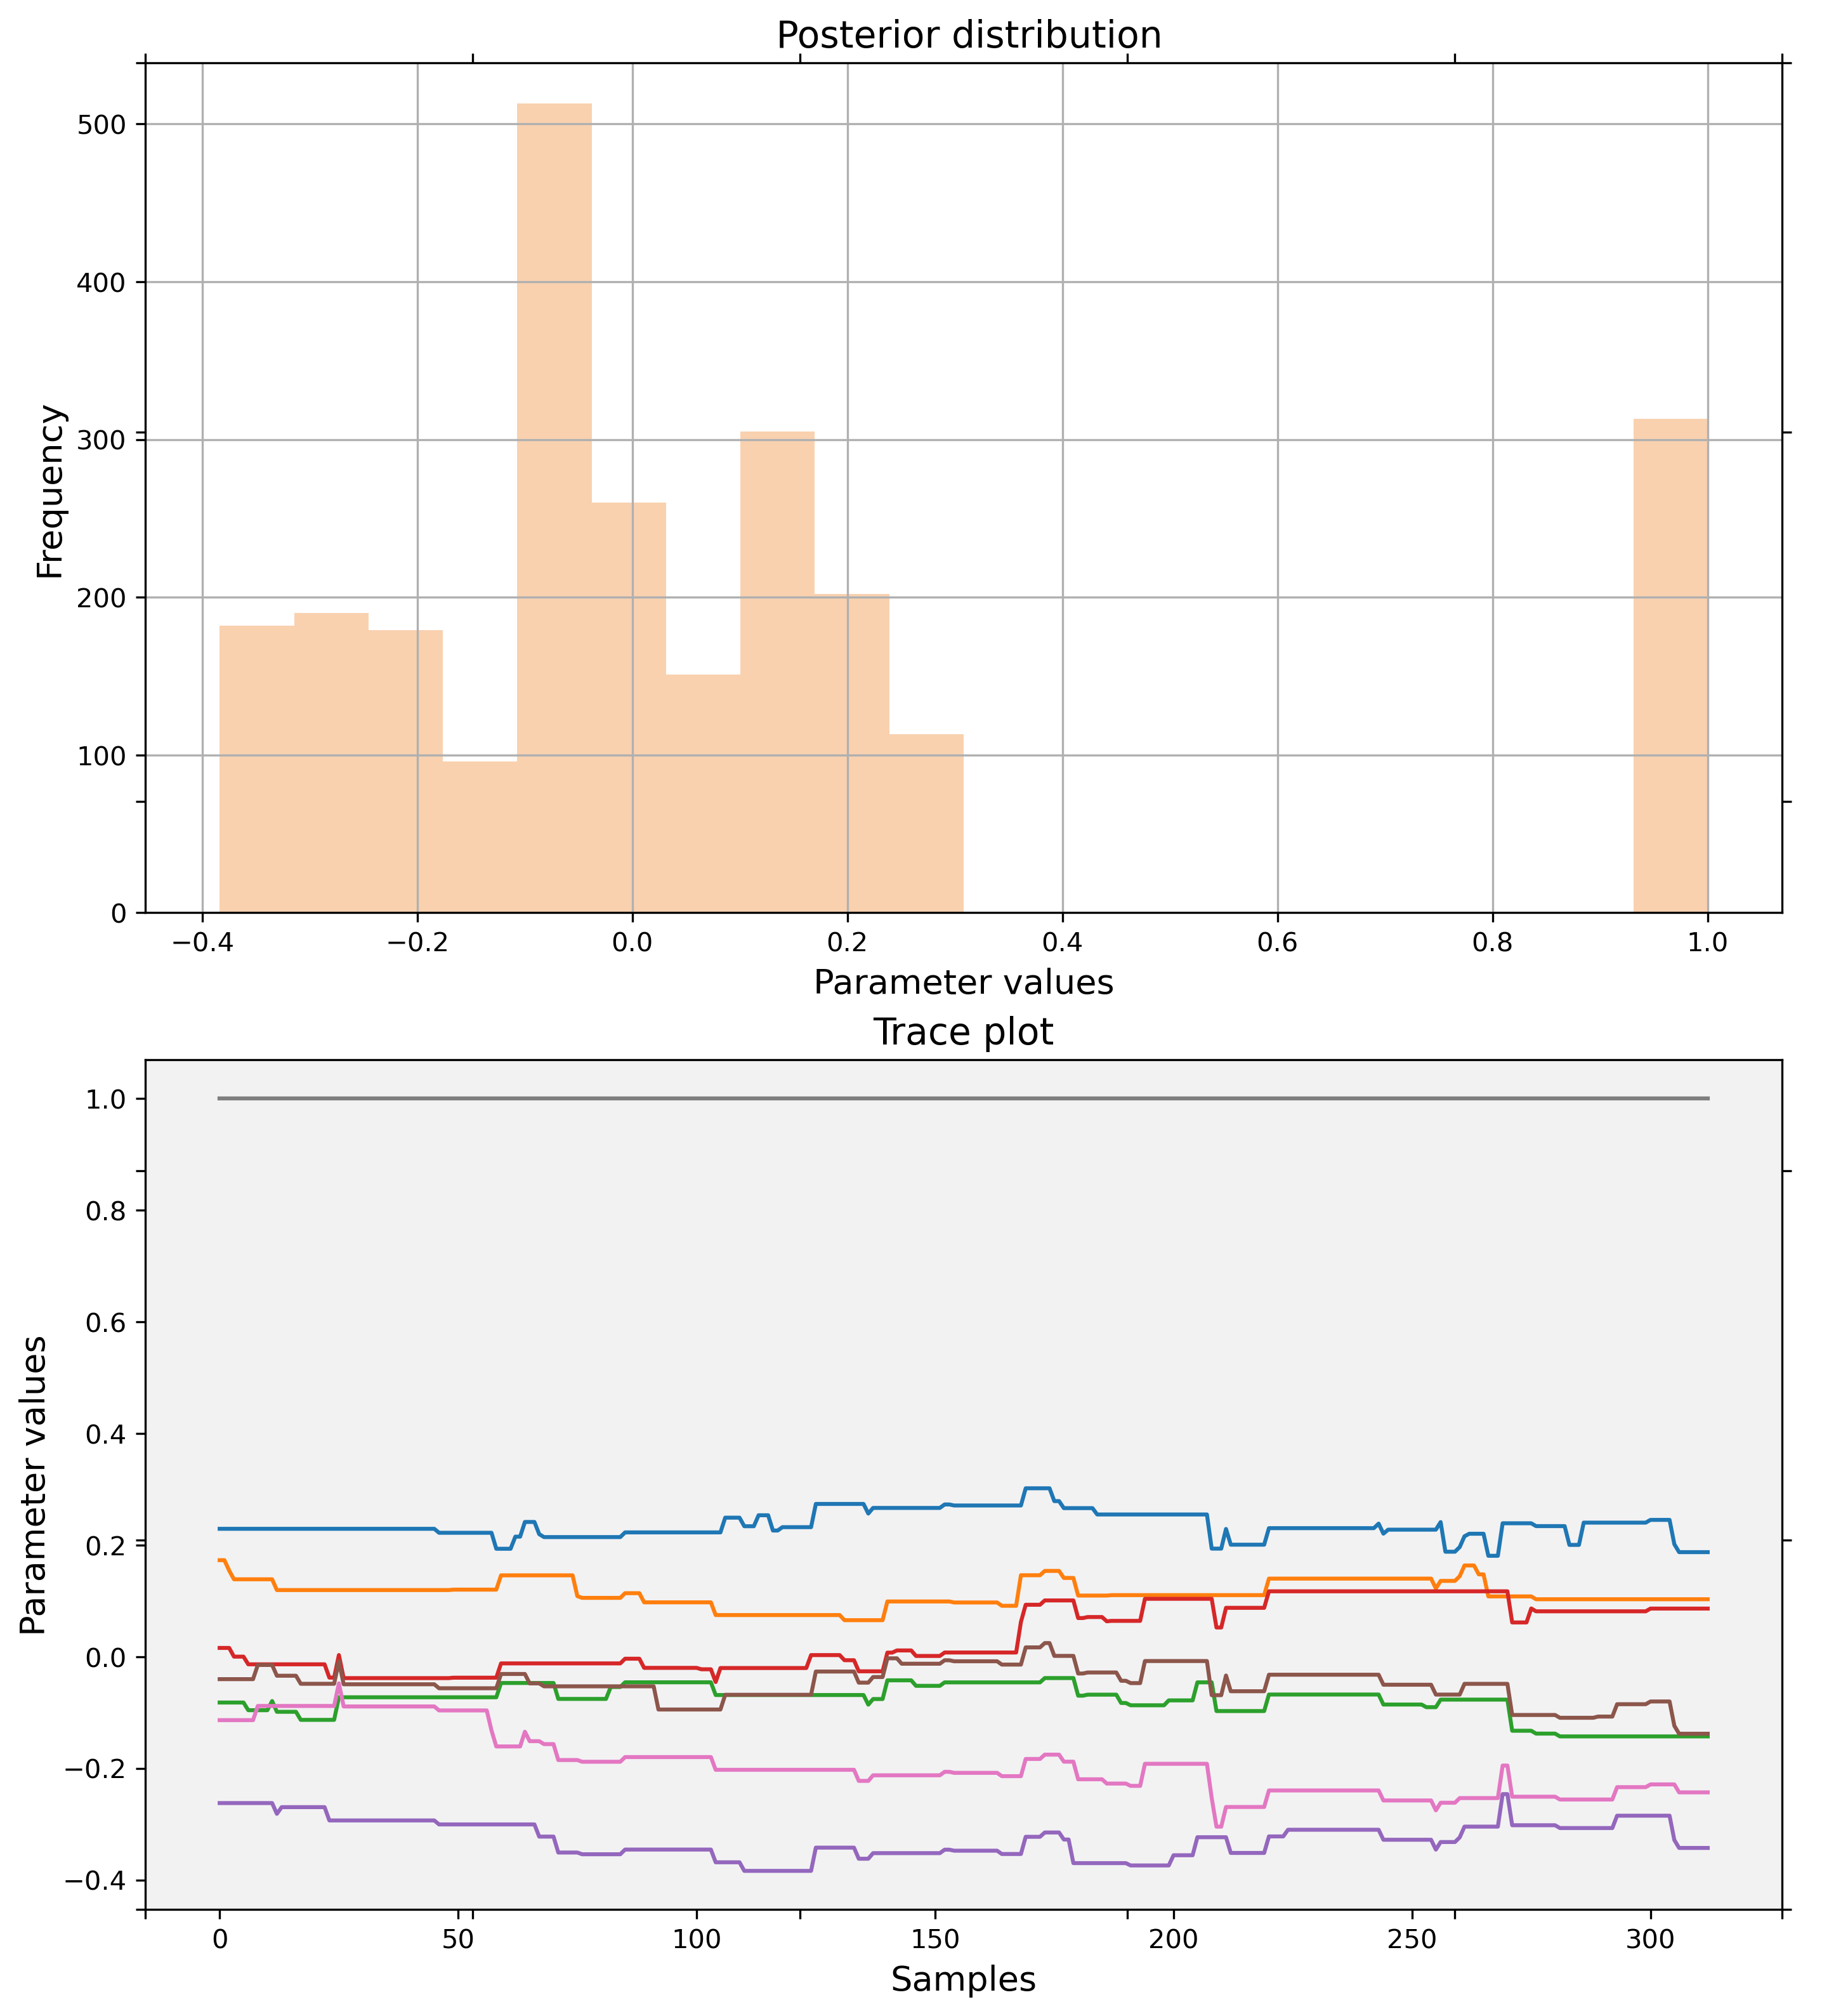 Posterior distribution
500
400
300
200
100
0
Frequency
−0.4 −0.2 0.0 0.2 0.4 0.6 0.8 1.0
Parameter values
Trace plot
1.0
0.8
0.6
0.4
0.2
0.0
−0.2
−0.4
Parameter values
0 50 100 150 200 250 300
Samples